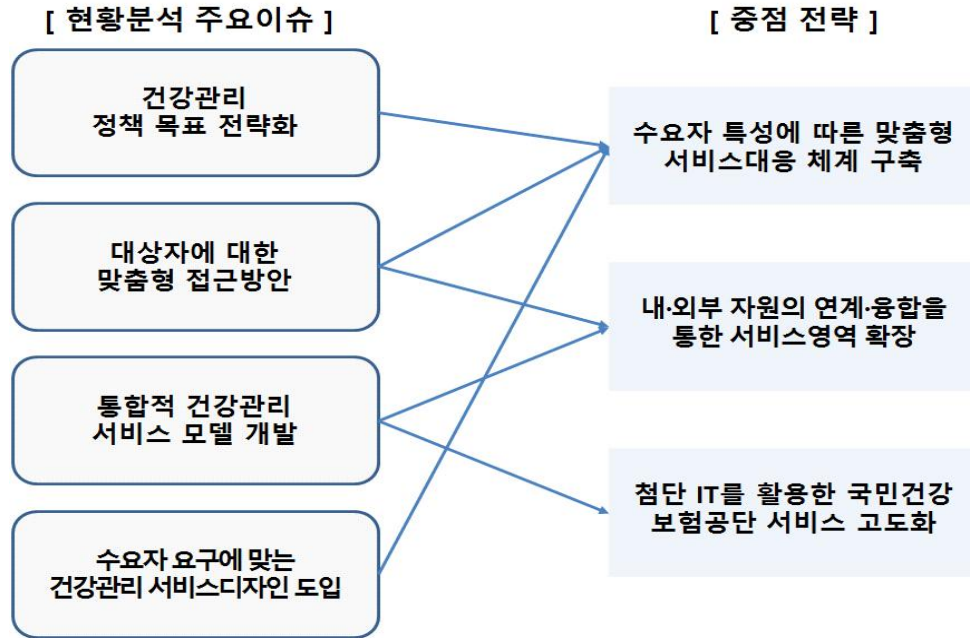 [ 현황분석 주요이슈 ]
건강관리
정책 목표 전략화
대상자에 대한
맞춤형 접근방안
통합적 건강관리
서비스 모델 개발
수요자 요구에 맞는
건강관리 서비스디자인 도입
[ 중점 전략 ]
수요자 특성에 따른 맞춤형
서비스대응 체계 구축
내·외부 자원의 연계·융합을
통한 서비스영역 확장
첨단 IT를 활용한 국민건강
보험공단 서비스 고도화